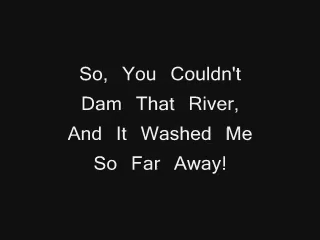 So, You Couldn't
Dam That River,
And It Washed Me
So Far Away!